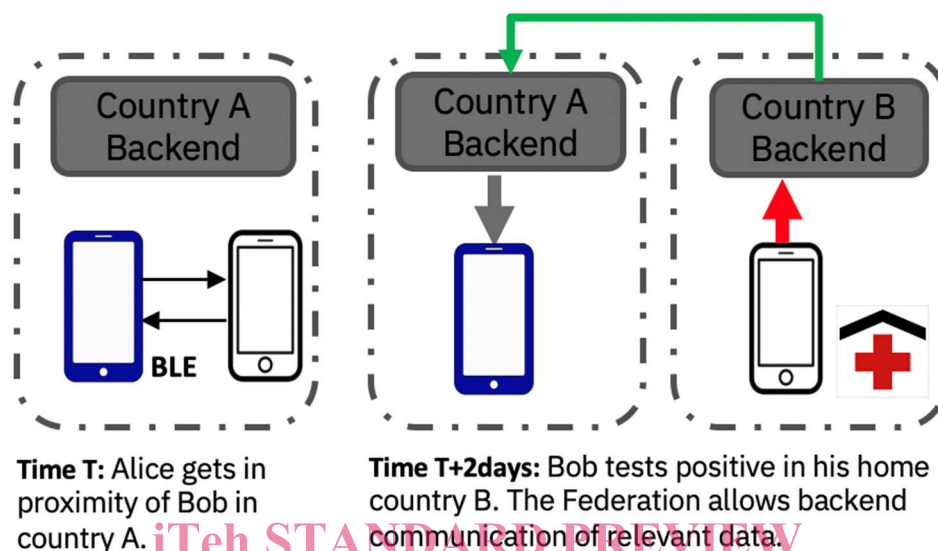 Country A
Backend
Country A
Backend
Country B
Backend
BLE
Time T: Alice gets in
proximity of Bob in
country A.
Time T+2days: Bob tests positive in his home
country B. The Federation allows backend
communication of relevant data.
iTeh STANDARD PREVIEW